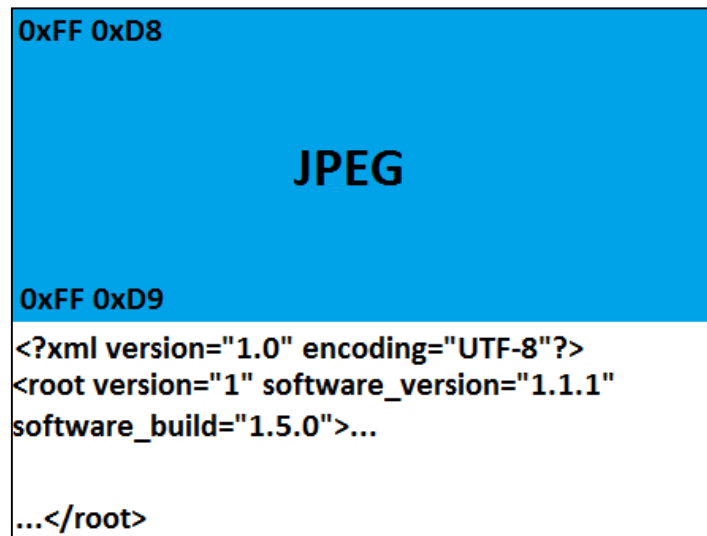 0xFF 0xD8
JPEG
0xFF 0xD9
<?xml version="1.0" encoding="UTF-8"?>
<root version="1" software_version="1.1.1"
software_build="1.5.0">...
...</root>